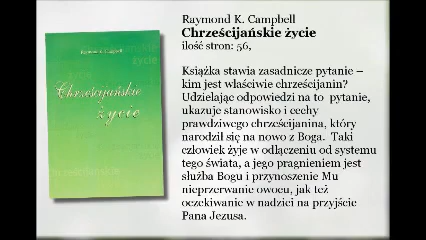 Raymond K. Campbell
Chrześcijańskie życie
ilość stron: 56,
Książka stawia zasadnicze pytanie –
kim jest właściwie chrześcijanin?
Udzielając odpowiedzi na to  pytanie,
ukazuje stanowisko i cechy
prawdziwego chrześcijanina, który
narodził się na nowo z Boga.  Taki
człowiek żyje w odłączeniu od systemu
tego świata, a jego pragnieniem jest
służba Bogu i przynoszenie Mu
nieprzerwanie owocu, jak też
oczekiwanie w nadziei na przyjście
Pana Jezusa.
Raymond K. Campbell
Chrześcijańskie
życie